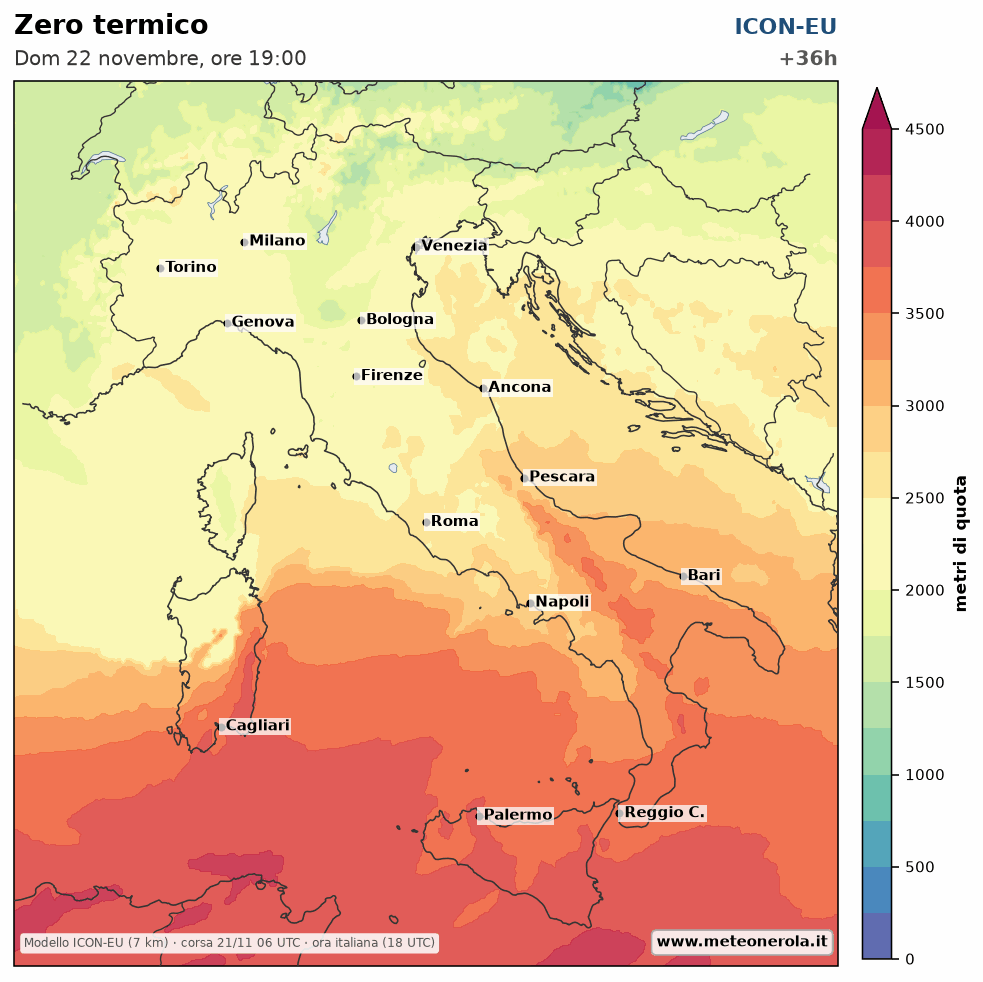 Zero termico
ICON-EU
Dom 22 novembre, ore 19:00
+36h
4500
4000
3500
3000
2500
2000
1500
1000
500
0
metri di quota
Milano
Venezia
Torino
Genova
Bologna
Firenze
Ancona
Pescara
Roma
Bari
Napoli
Cagliari
Palermo
Reggio C.
Modello ICON-EU (7 km) · corsa 21/11 06 UTC · ora italiana (18 UTC)
www.meteonerola.it